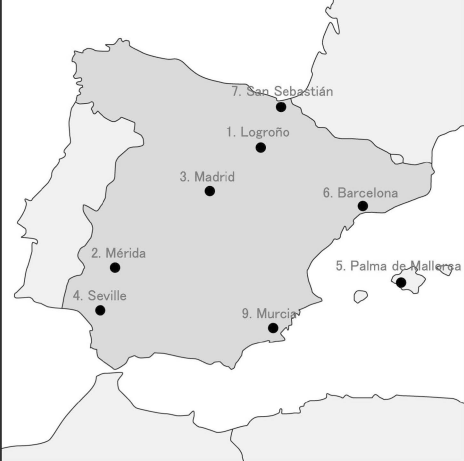 7. San Sebastián
1. Logroño
3. Madrid
6. Barcelona
2. Mérida
5. Palma de Mallorca
4. Seville
9. Murcia